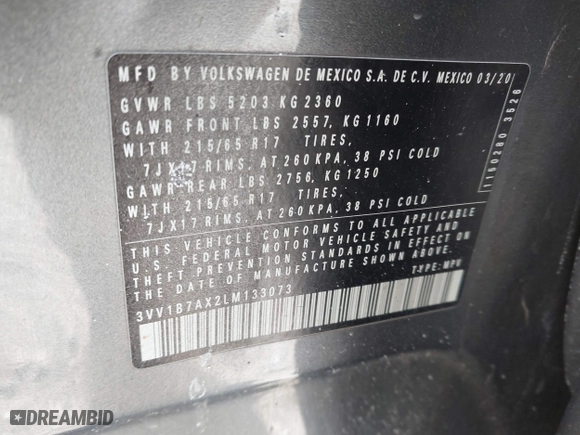 MFD BY VOLKSWAGEN DE MEXICO S.A. DE C.V. MEXICO 03/20
GVWR LBS 5203 KG 2360
GAWR FRONT LBS 2557, KG 1160
WITH 215/65 R17 TIRES,
7JX17 RIMS, AT 260 KPA, 38 PSI COLD
GAWR REAR LBS 2756, KG 1250
WITH 215/65 R17 TIRES,
7JX17 RIMS, AT 260 KPA, 38 PSI COLD
THIS VEHICLE CONFORMS TO ALL APPLICABLE
U.S. FEDERAL MOTOR VEHICLE SAFETY AND
THEFT PREVENTION STANDARDS IN EFFECT ON
THE DATE OF MANUFACTURE SHOWN ABOVE.
3VV1B7AX2LM133073 TYPE: MPV
1150280 3526
DREAMBID